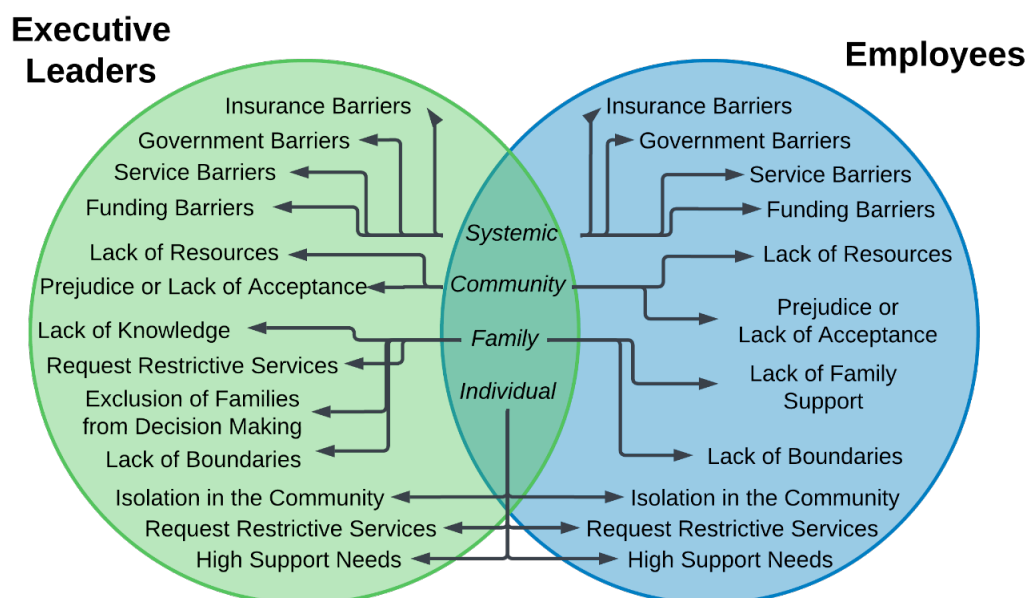 Executive
Leaders
Employees
Insurance Barriers
Government Barriers
Service Barriers
Funding Barriers
Lack of Resources
Prejudice or Lack of Acceptance
Lack of Knowledge
Request Restrictive Services
Exclusion of Families
from Decision Making
Lack of Boundaries
Isolation in the Community
Request Restrictive Services
High Support Needs
Systemic
Community
Family
Individual
Insurance Barriers
Government Barriers
Service Barriers
Funding Barriers
Lack of Resources
Prejudice or
Lack of Acceptance
Lack of Family
Support
Lack of Boundaries
Isolation in the Community
Request Restrictive Services
High Support Needs